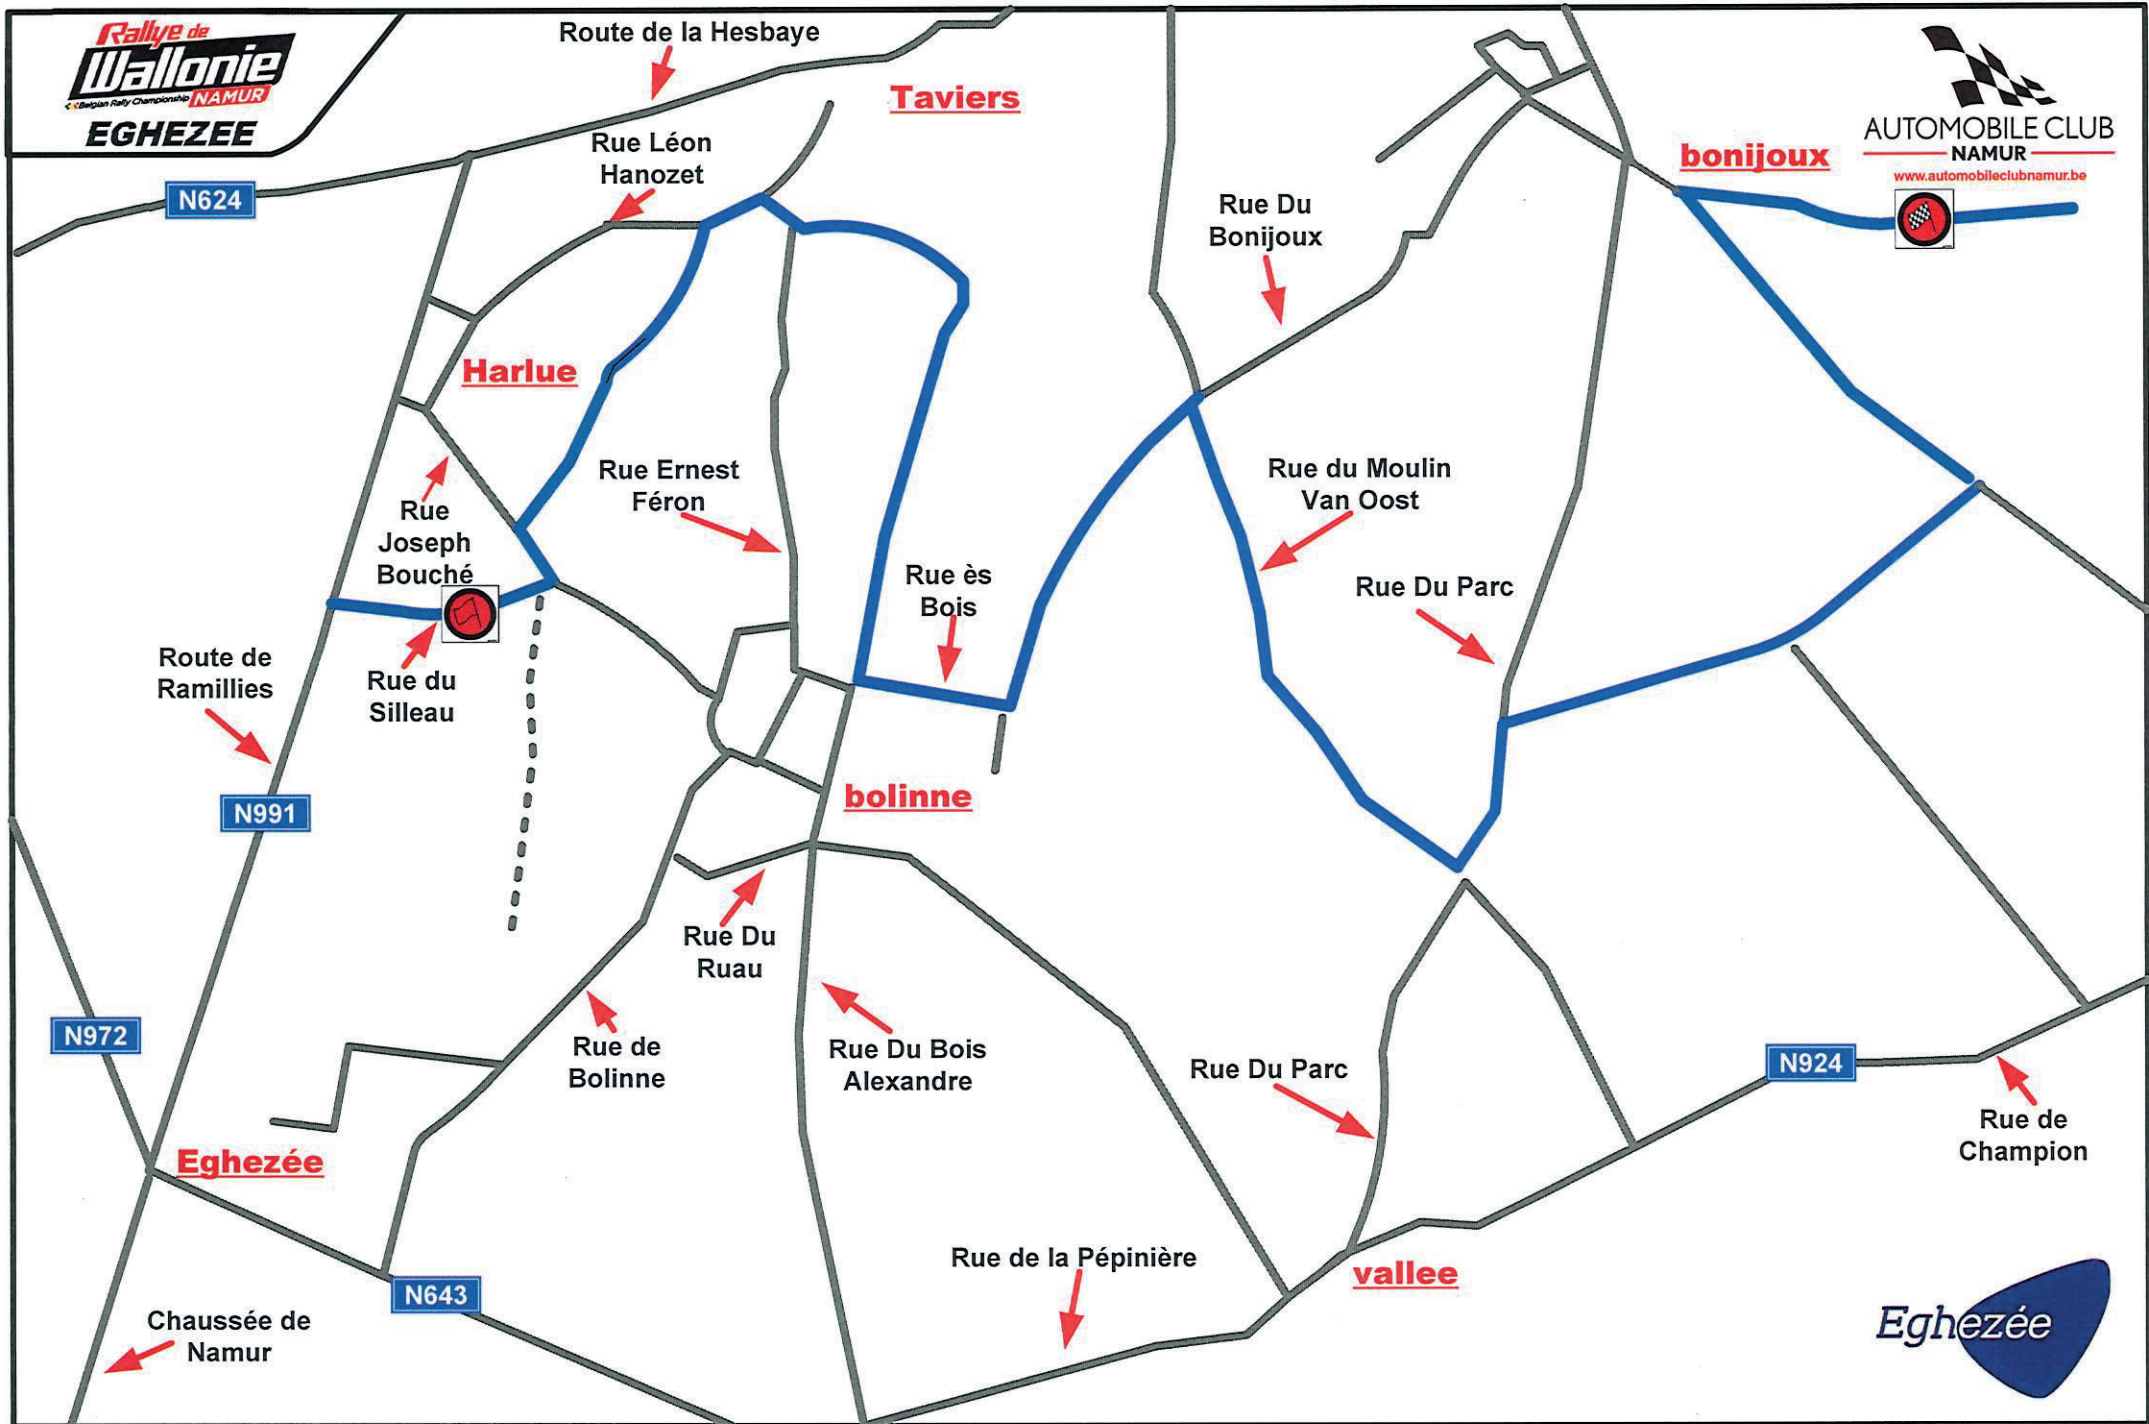 Rallye de
Wallonie
Belgian Rally Championship NAMUR
EGHEZEE
Route de la Hesbaye
Taviers
AUTOMOBILE CLUB
NAMUR
www.automobileclubnamur.be
Rue Léon
Hanozet
bonijoux
N624
Rue Du
Bonijoux
Harlue
Rue Ernest
Féron
Rue du Moulin
Van Oost
Rue
Joseph
Bouché
Rue ès
Bois
Rue Du Parc
Route de
Ramillies
Rue du
Silleau
N991
bolinne
Rue Du
Ruau
N972
Rue de
Bolinne
Rue Du Bois
Alexandre
Rue Du Parc
N924
Rue de
Champion
Eghezée
Rue de la Pépinière
vallee
N643
Chaussée de
Namur
Eghezée